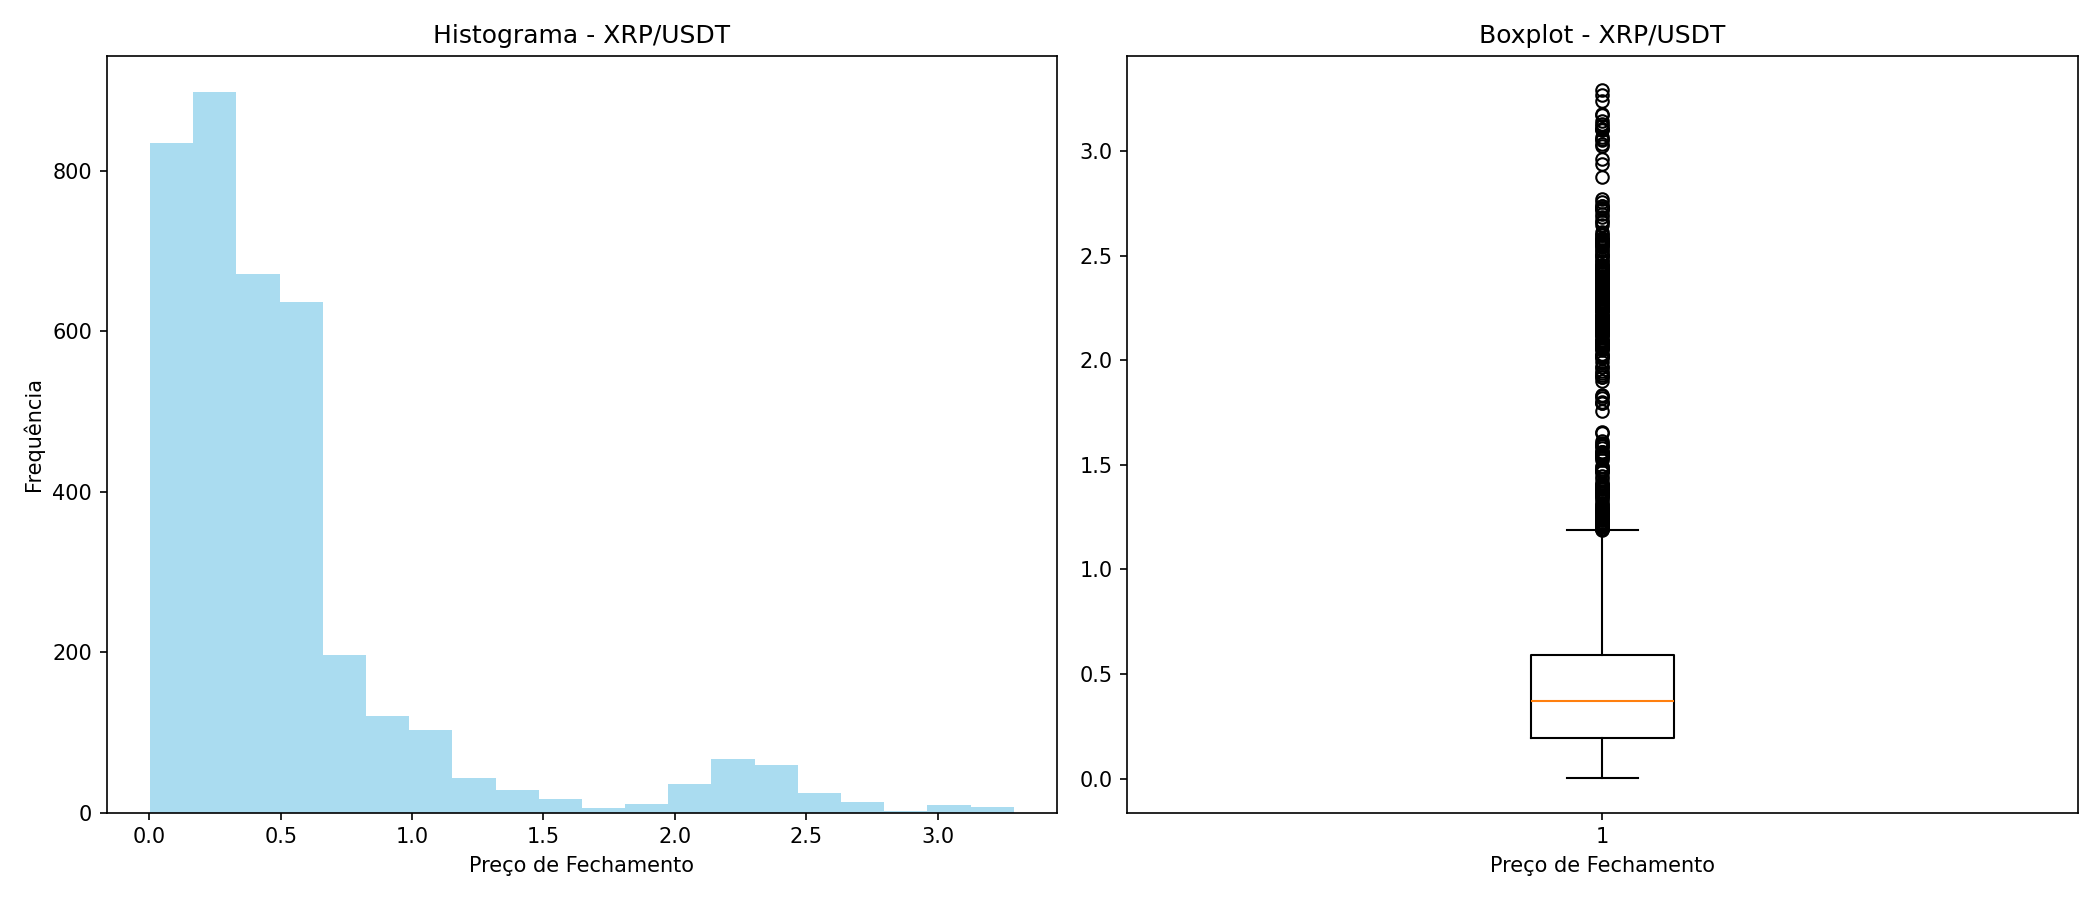 Histograma - XRP/USDT
Frequência
800
600
400
200
0
0.0 0.5 1.0 1.5 2.0 2.5 3.0
Preço de Fechamento
Boxplot - XRP/USDT
3.0
2.5
2.0
1.5
1.0
0.5
0.0
1
Preço de Fechamento